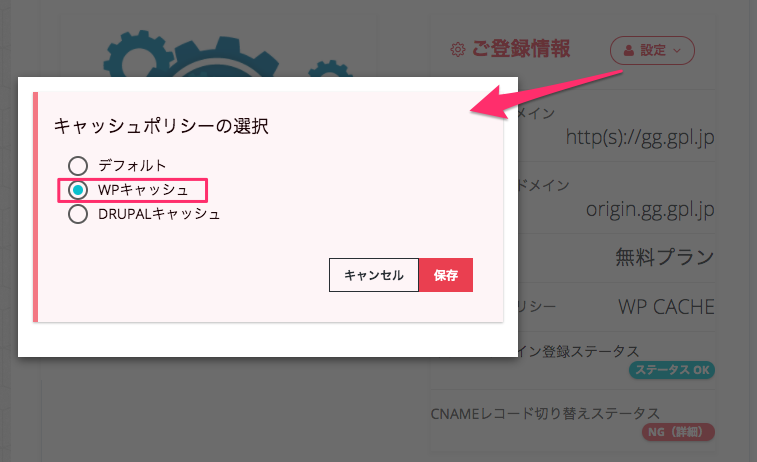 ご登録情報
設定
メイン
http(s)://gg.gpl.jp
ドメイン
origin.gg.gpl.jp
無料プラン
リシー
WP CACHE
イン登録ステータス
ステータス OK
CNAMEレコード切り替えステータス
NG（詳細）
キャッシュポリシーの選択
デフォルト
WPキャッシュ
DRUPALキャッシュ
キャンセル
保存